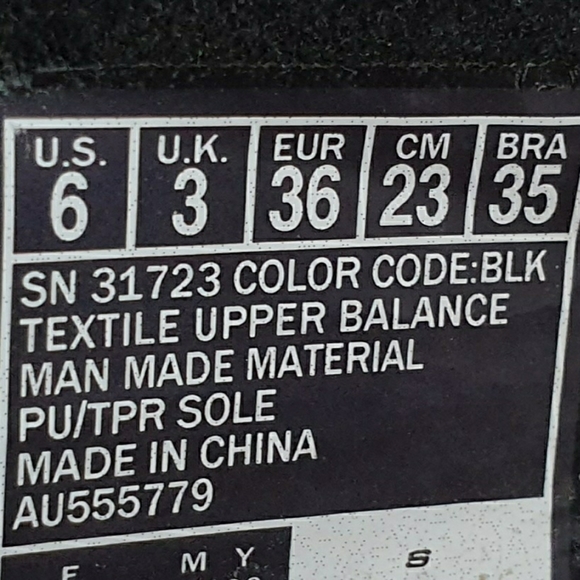 U.S. U.K. EUR CM BRA
6 3 36 23 35
SN 31723 COLOR CODE:BLK
TEXTILE UPPER BALANCE
MAN MADE MATERIAL
PU/TPR SOLE
MADE IN CHINA
AU555779
M Y S